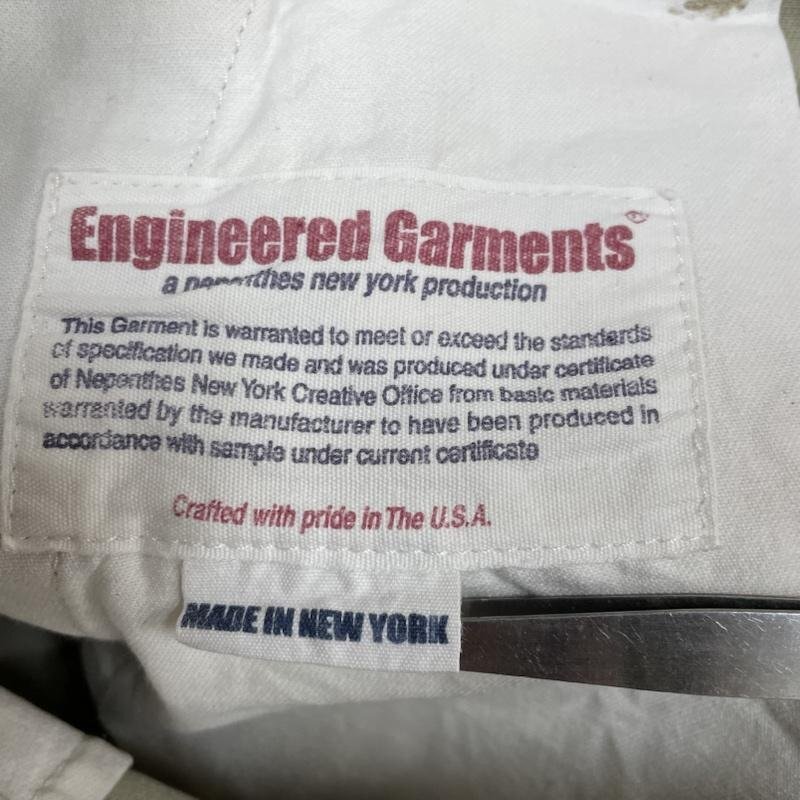 Engineered Garments
a nepenthes new york production
This Garment is warranted to meet or exceed the standards
of specification we made and was produced under certificate
of Nepenthes New York Creative Office from basic materials
warranted by the manufacturer to have been produced in
accordance with sample under current certificate
Crafted with pride in The U.S.A.
MADE IN NEW YORK